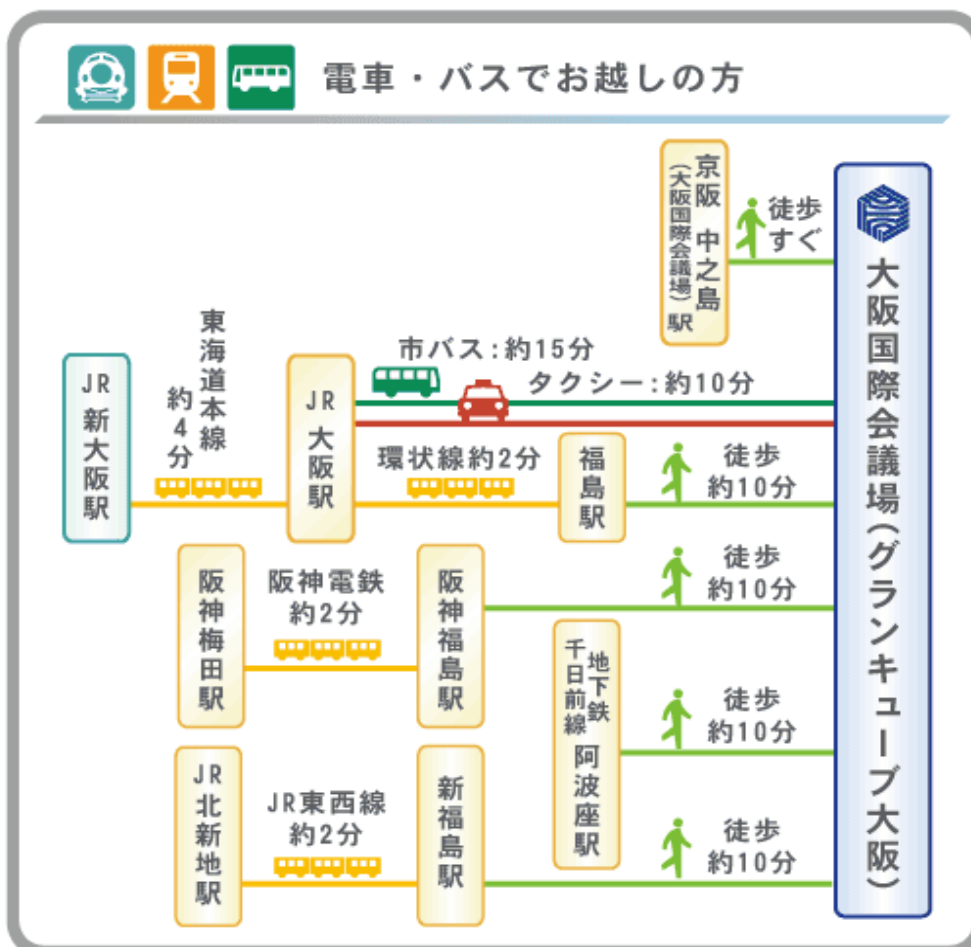 電車・バスでお越しの方
京阪 中之島
(大阪国際会議場)駅
徒歩
すぐ
大阪国際会議場(グランキューブ大阪)
JR 新大阪駅
東海道本線
約4分
JR 大阪駅
市バス:約15分
タクシー:約10分
環状線約2分
福島駅
徒歩
約10分
阪神梅田駅
阪神電鉄
約2分
阪神福島駅
徒歩
約10分
地下鉄
千日前線
阿波座駅
徒歩
約10分
JR 北新地駅
JR東西線
約2分
新福島駅
徒歩
約10分